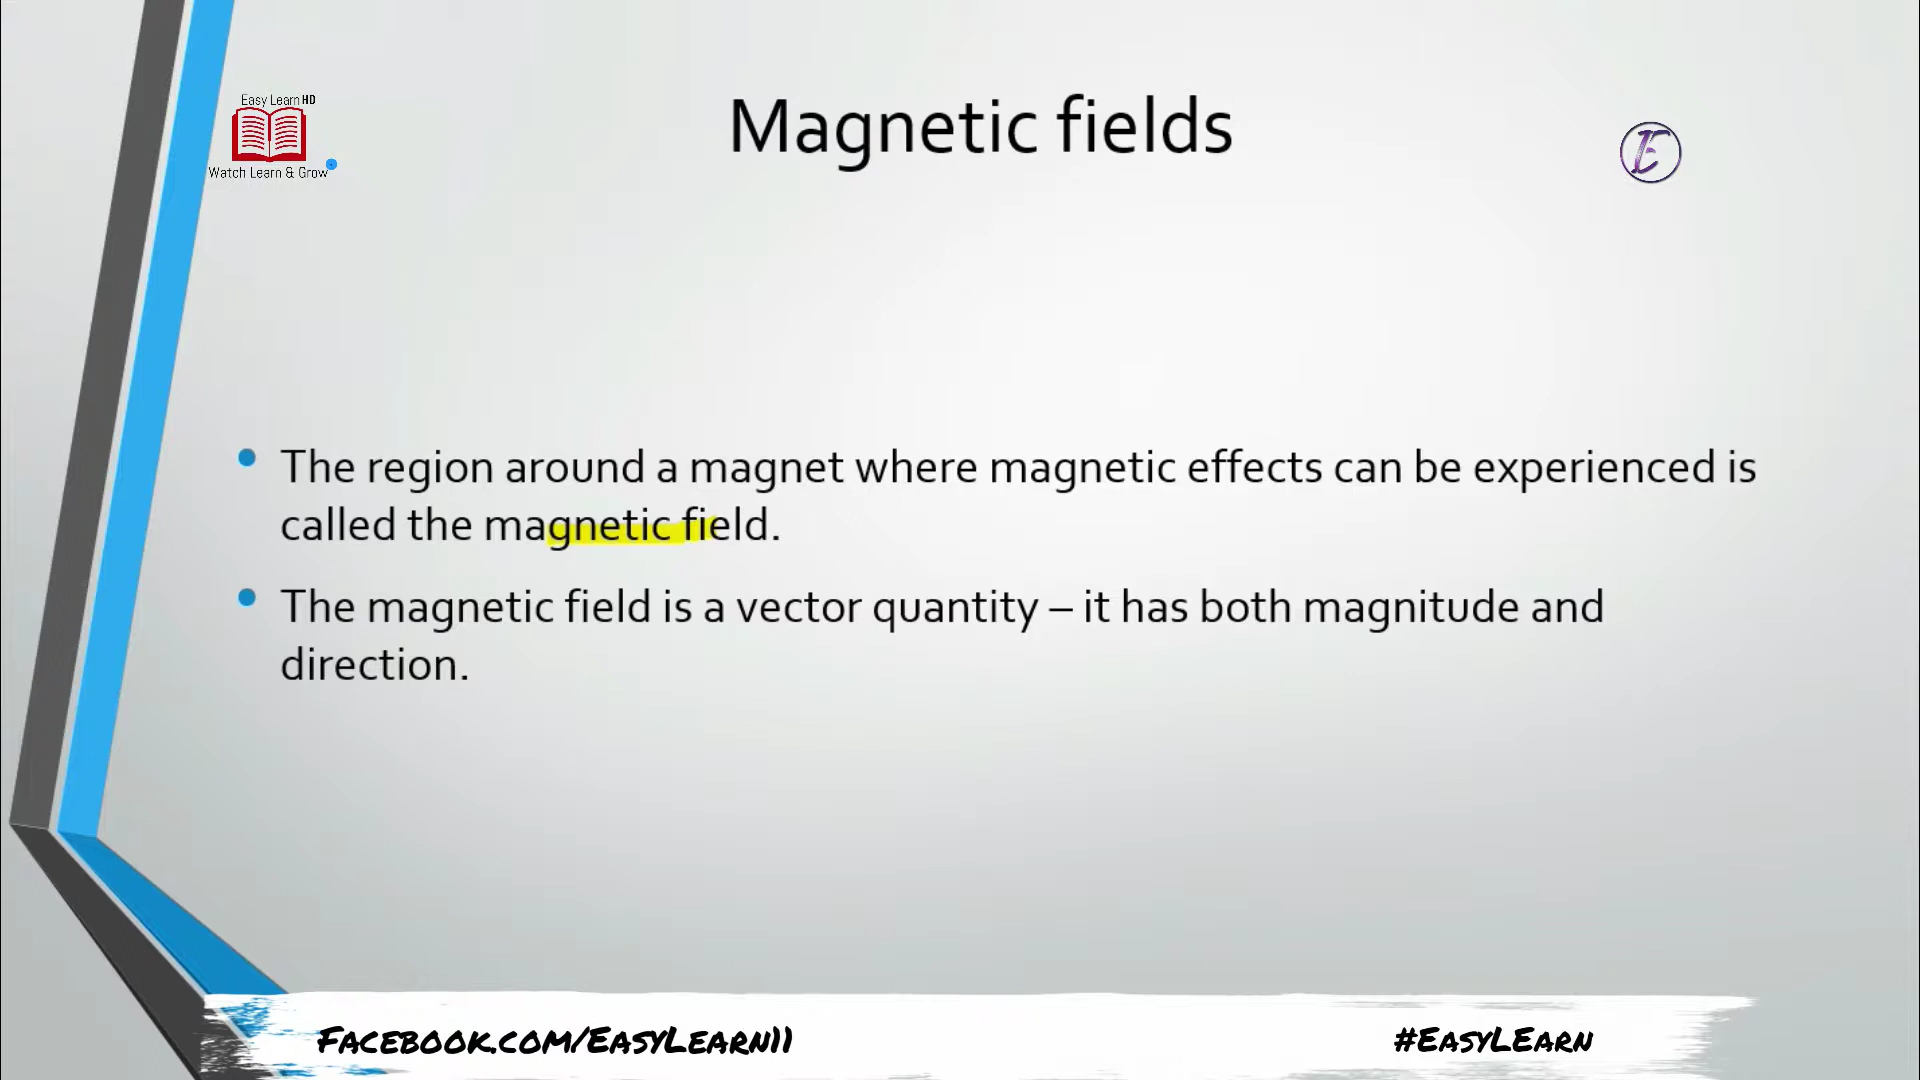 Easy Learn HD
Watch Learn & Grow
Magnetic fields
E
• The region around a magnet where magnetic effects can be experienced is
called the magnetic field.
• The magnetic field is a vector quantity – it has both magnitude and
direction.
Facebook.com/EasyLearn11
#EasyLEarn